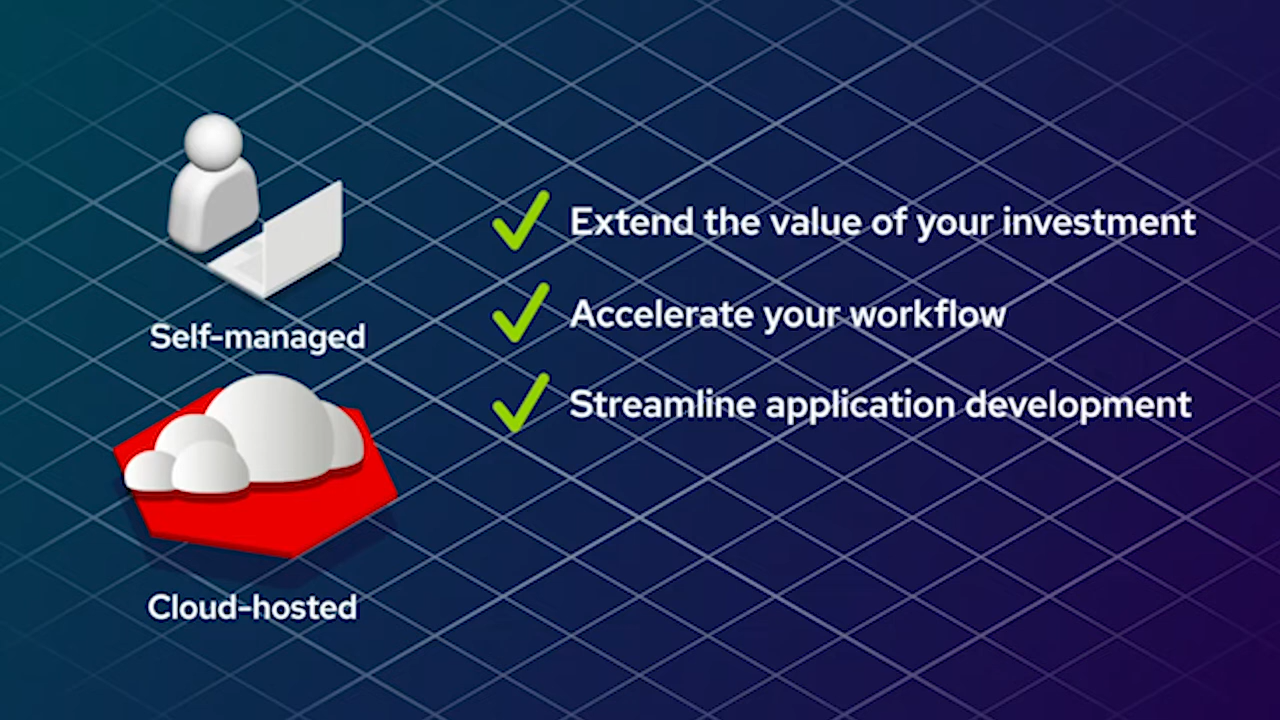 Self-managed
Cloud-hosted
Extend the value of your investment
Accelerate your workflow
Streamline application development